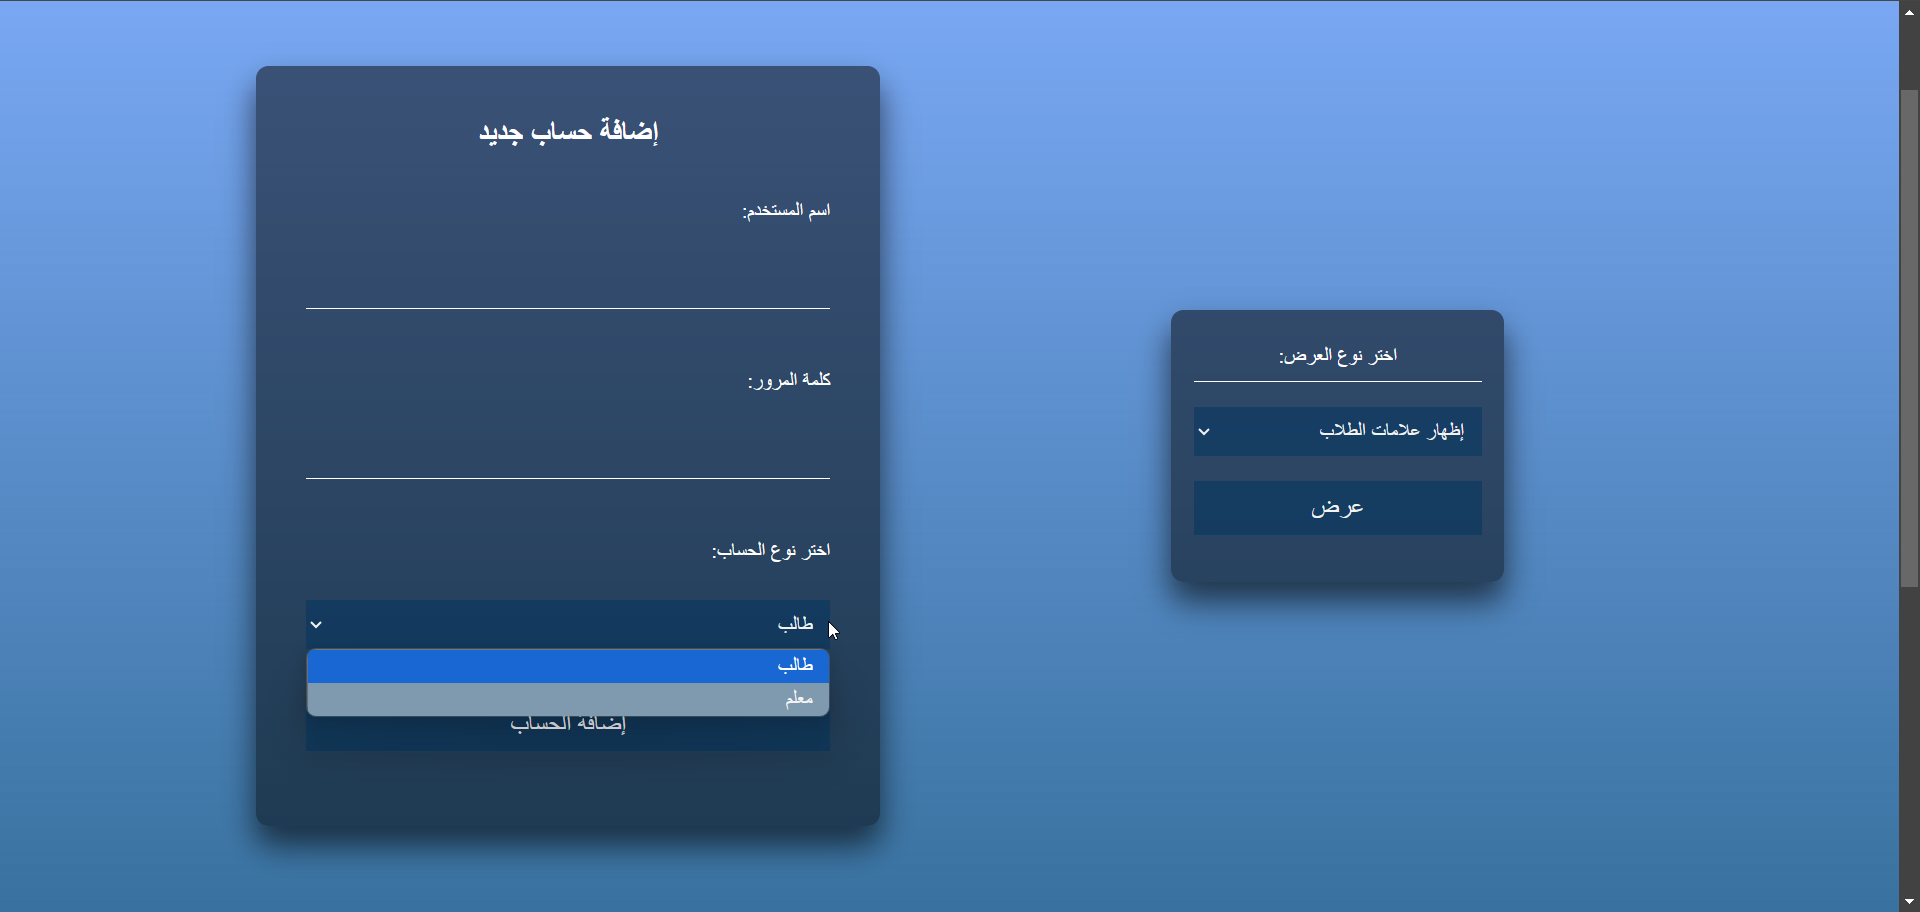 إضافة حساب جديد
اسم المستخدم:
كلمة المرور:
اختر نوع الحساب:
طالب
طالب
معلم
إضافة الحساب
اختر نوع العرض:
إظهار علامات الطلاب
عرض